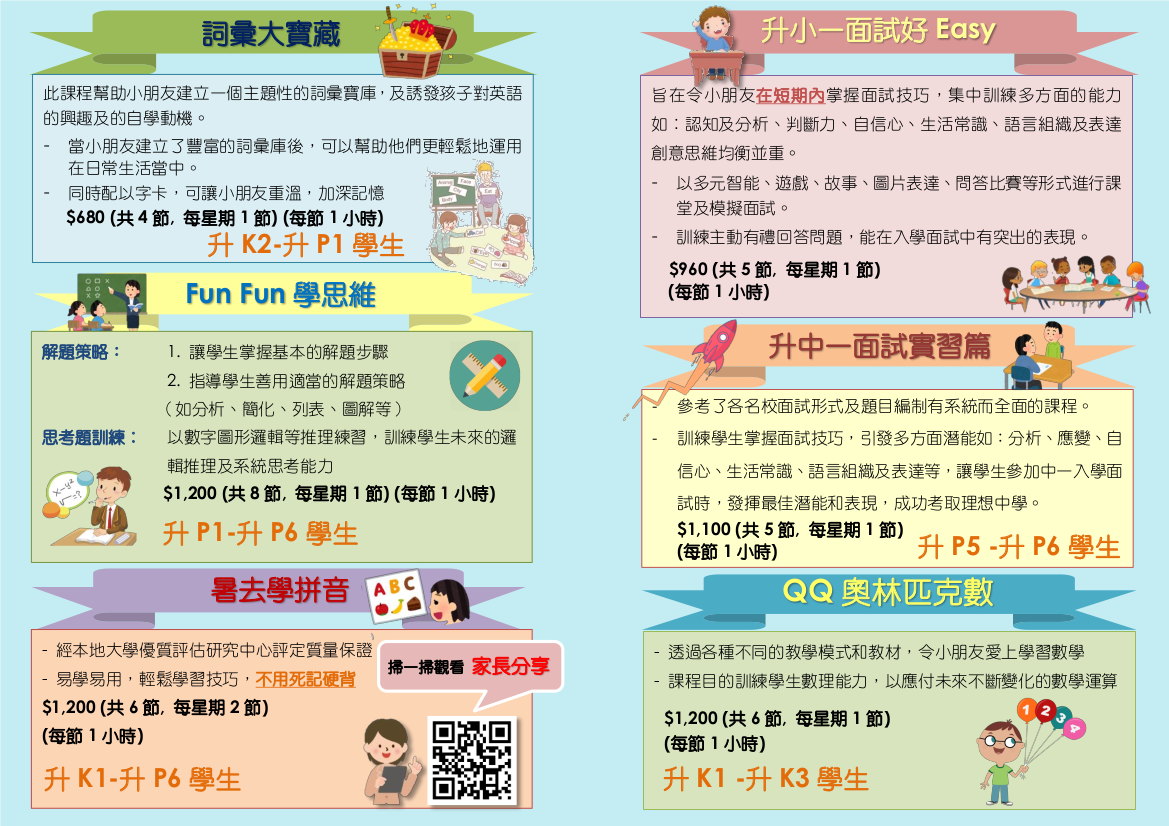 詞彙大寶藏
此課程幫助小朋友建立一個主題性的詞彙寶庫，及誘發孩子對英語
的興趣及的自學動機。
- 當小朋友建立了豐富的詞彙庫後，可以幫助他們更輕鬆地運用
在日常生活當中。
- 同時配以字卡，可讓小朋友重溫，加深記憶
$680 (共 4 節, 每星期 1 節) (每節 1 小時)
升 K2-升 P1 學生
Fun Fun 學思維
解題策略： 1. 讓學生掌握基本的解題步驟
2. 指導學生善用適當的解題策略
（如分析、簡化、列表、圖解等）
思考題訓練： 以數字圖形邏輯等推理練習，訓練學生未來的邏
輯推理及系統思考能力
$1,200 (共 8 節, 每星期 1 節) (每節 1 小時)
升 P1-升 P6 學生
暑去學拼音
A B C
- 經本地大學優質評估研究中心評定質量保證
- 易學易用，輕鬆學習技巧，不用死記硬背
$1,200 (共 6 節, 每星期 2 節)
(每節 1 小時)
升 K1-升 P6 學生
掃一掃觀看 家長分享
升小一面試好 Easy
旨在令小朋友在短期內掌握面試技巧，集中訓練多方面的能力
如：認知及分析、判斷力、自信心、生活常識、語言組織及表達
創意思維均衡並重。
- 以多元智能、遊戲、故事、圖片表達、問答比賽等形式進行課
堂及模擬面試。
- 訓練主動有禮回答問題，能在入學面試中有突出的表現。
$960 (共 5 節, 每星期 1 節)
(每節 1 小時)
升中一面試實習篇
- 參考了各名校面試形式及題目編制有系統而全面的課程。
- 訓練學生掌握面試技巧，引發多方面潛能如：分析、應變、自
信心、生活常識、語言組織及表達等，讓學生參加中一入學面
試時，發揮最佳潛能和表現，成功考取理想中學。
$1,100 (共 5 節, 每星期 1 節)
(每節 1 小時)
升 P5 -升 P6 學生
QQ 奧林匹克數
- 透過各種不同的教學模式和教材，令小朋友愛上學習數學
- 課程目的訓練學生數理能力，以應付未來不斷變化的數學運算
$1,200 (共 6 節, 每星期 1 節)
(每節 1 小時)
升 K1 -升 K3 學生
1 2 3 4